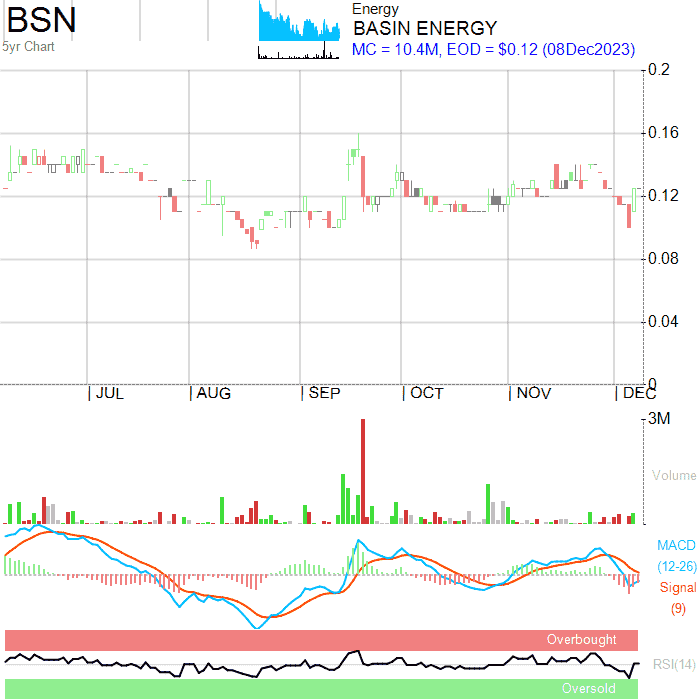 BSN
5yr Chart
Energy
BASIN ENERGY
MC = 10.4M, EOD = $0.12 (08Dec2023)
0.2
0.16
0.12
0.08
0.04
0
| JUL | AUG | SEP | OCT | NOV | DEC
3M
Volume
MACD
(12-26)
Signal
(9)
Overbought
RSI(14)
Oversold